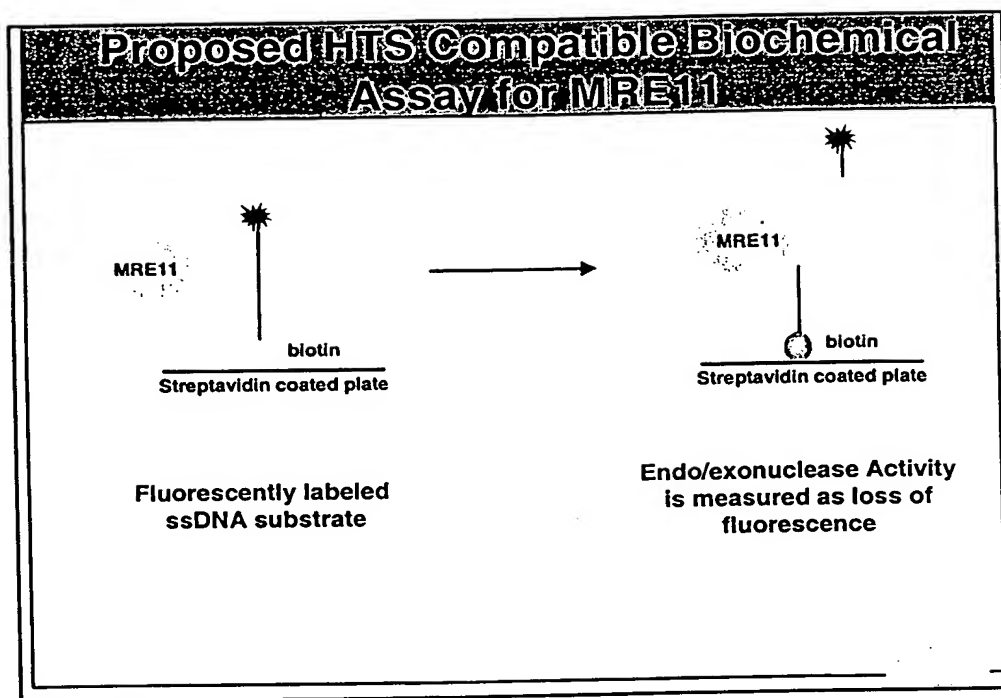 Proposed HTS Compatible Biochemical
Assay for MRE11
MRE11
biotin
Streptavidin coated plate
MRE11
biotin
Streptavidin coated plate
Fluorescently labeled
ssDNA substrate
Endo/exonuclease Activity
is measured as loss of
fluorescence